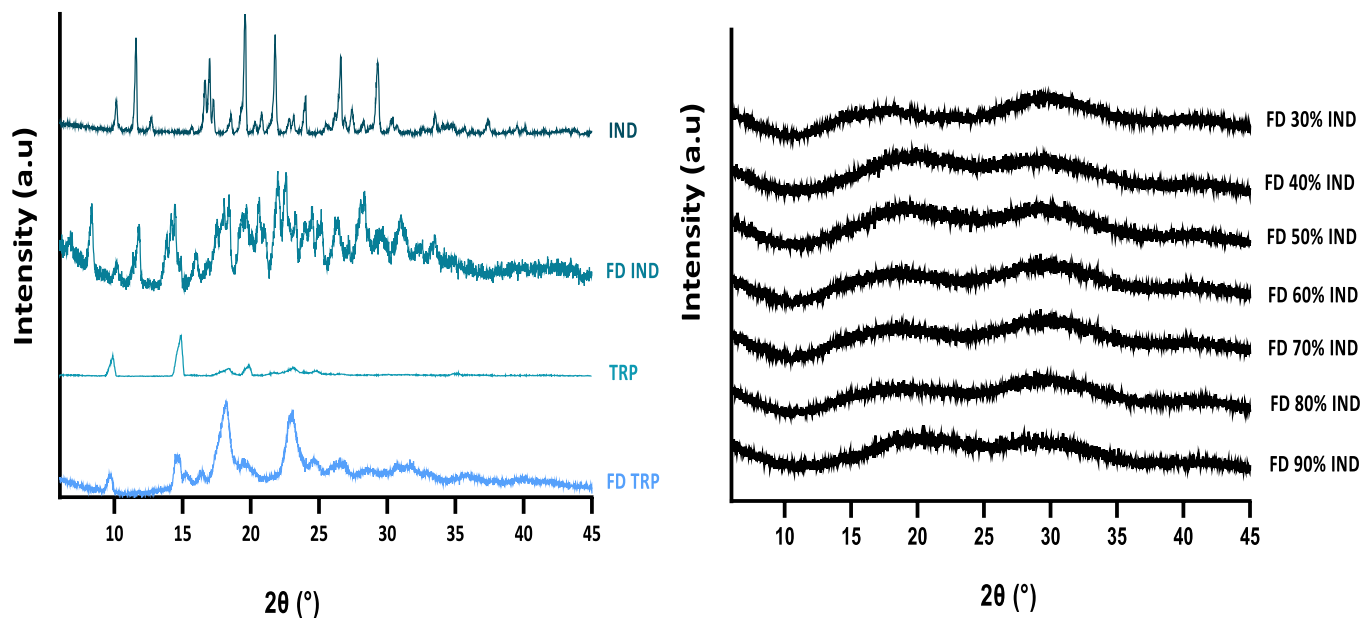 Intensity (a.u)
IND
FD IND
TRP
FD TRP
10 15 20 25 30 35 40 45
2θ (°)
Intensity (a.u)
FD 30% IND
FD 40% IND
FD 50% IND
FD 60% IND
FD 70% IND
FD 80% IND
FD 90% IND
10 15 20 25 30 35 40 45
2θ (°)